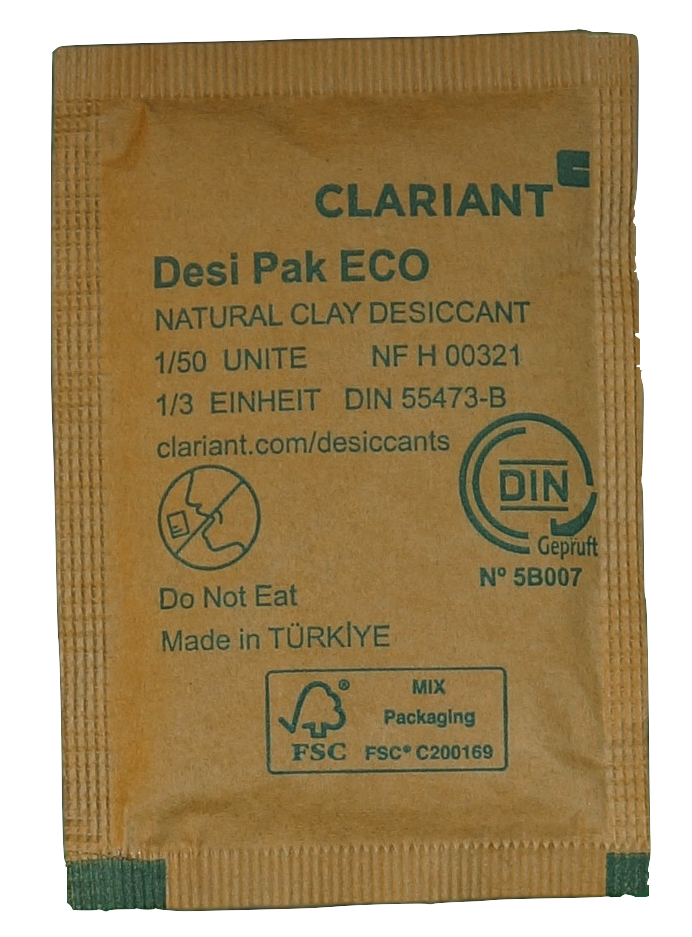 CLARIANT
Desi Pak ECO
NATURAL CLAY DESICCANT
1/50 UNITE NF H 00321
1/3 EINHEIT DIN 55473-B
clariant.com/desiccants
DIN
Geprüft
Nº 5B007
Do Not Eat
Made in TÜRKİYE
MIX
Packaging
FSC® C200169
®
FSC